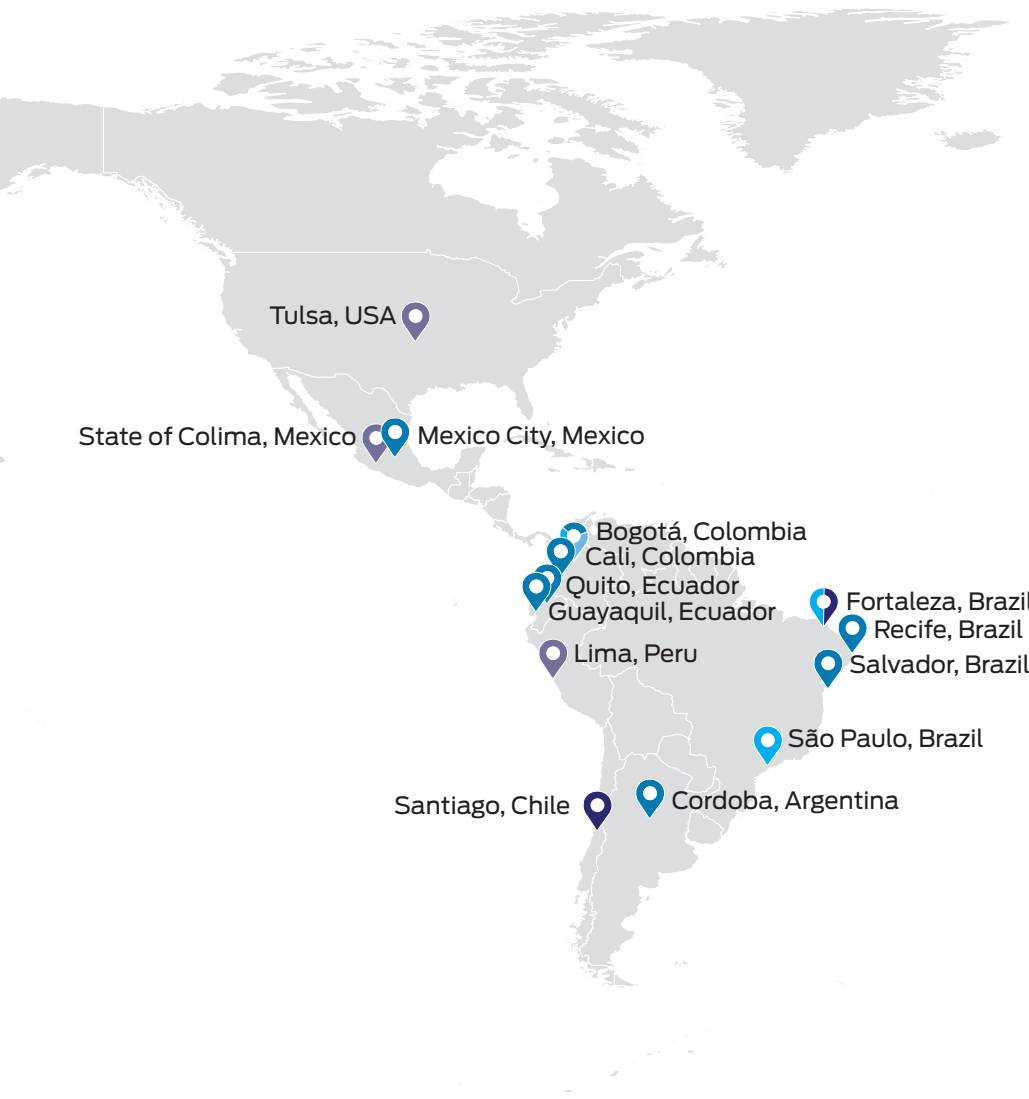 Tulsa, USA
State of Colima, Mexico
Mexico City, Mexico
Bogotá, Colombia
Cali, Colombia
Quito, Ecuador
Guayaquil, Ecuador
Fortaleza, Brazil
Recife, Brazil
Lima, Peru
Salvador, Brazil
São Paulo, Brazil
Santiago, Chile
Cordoba, Argentina